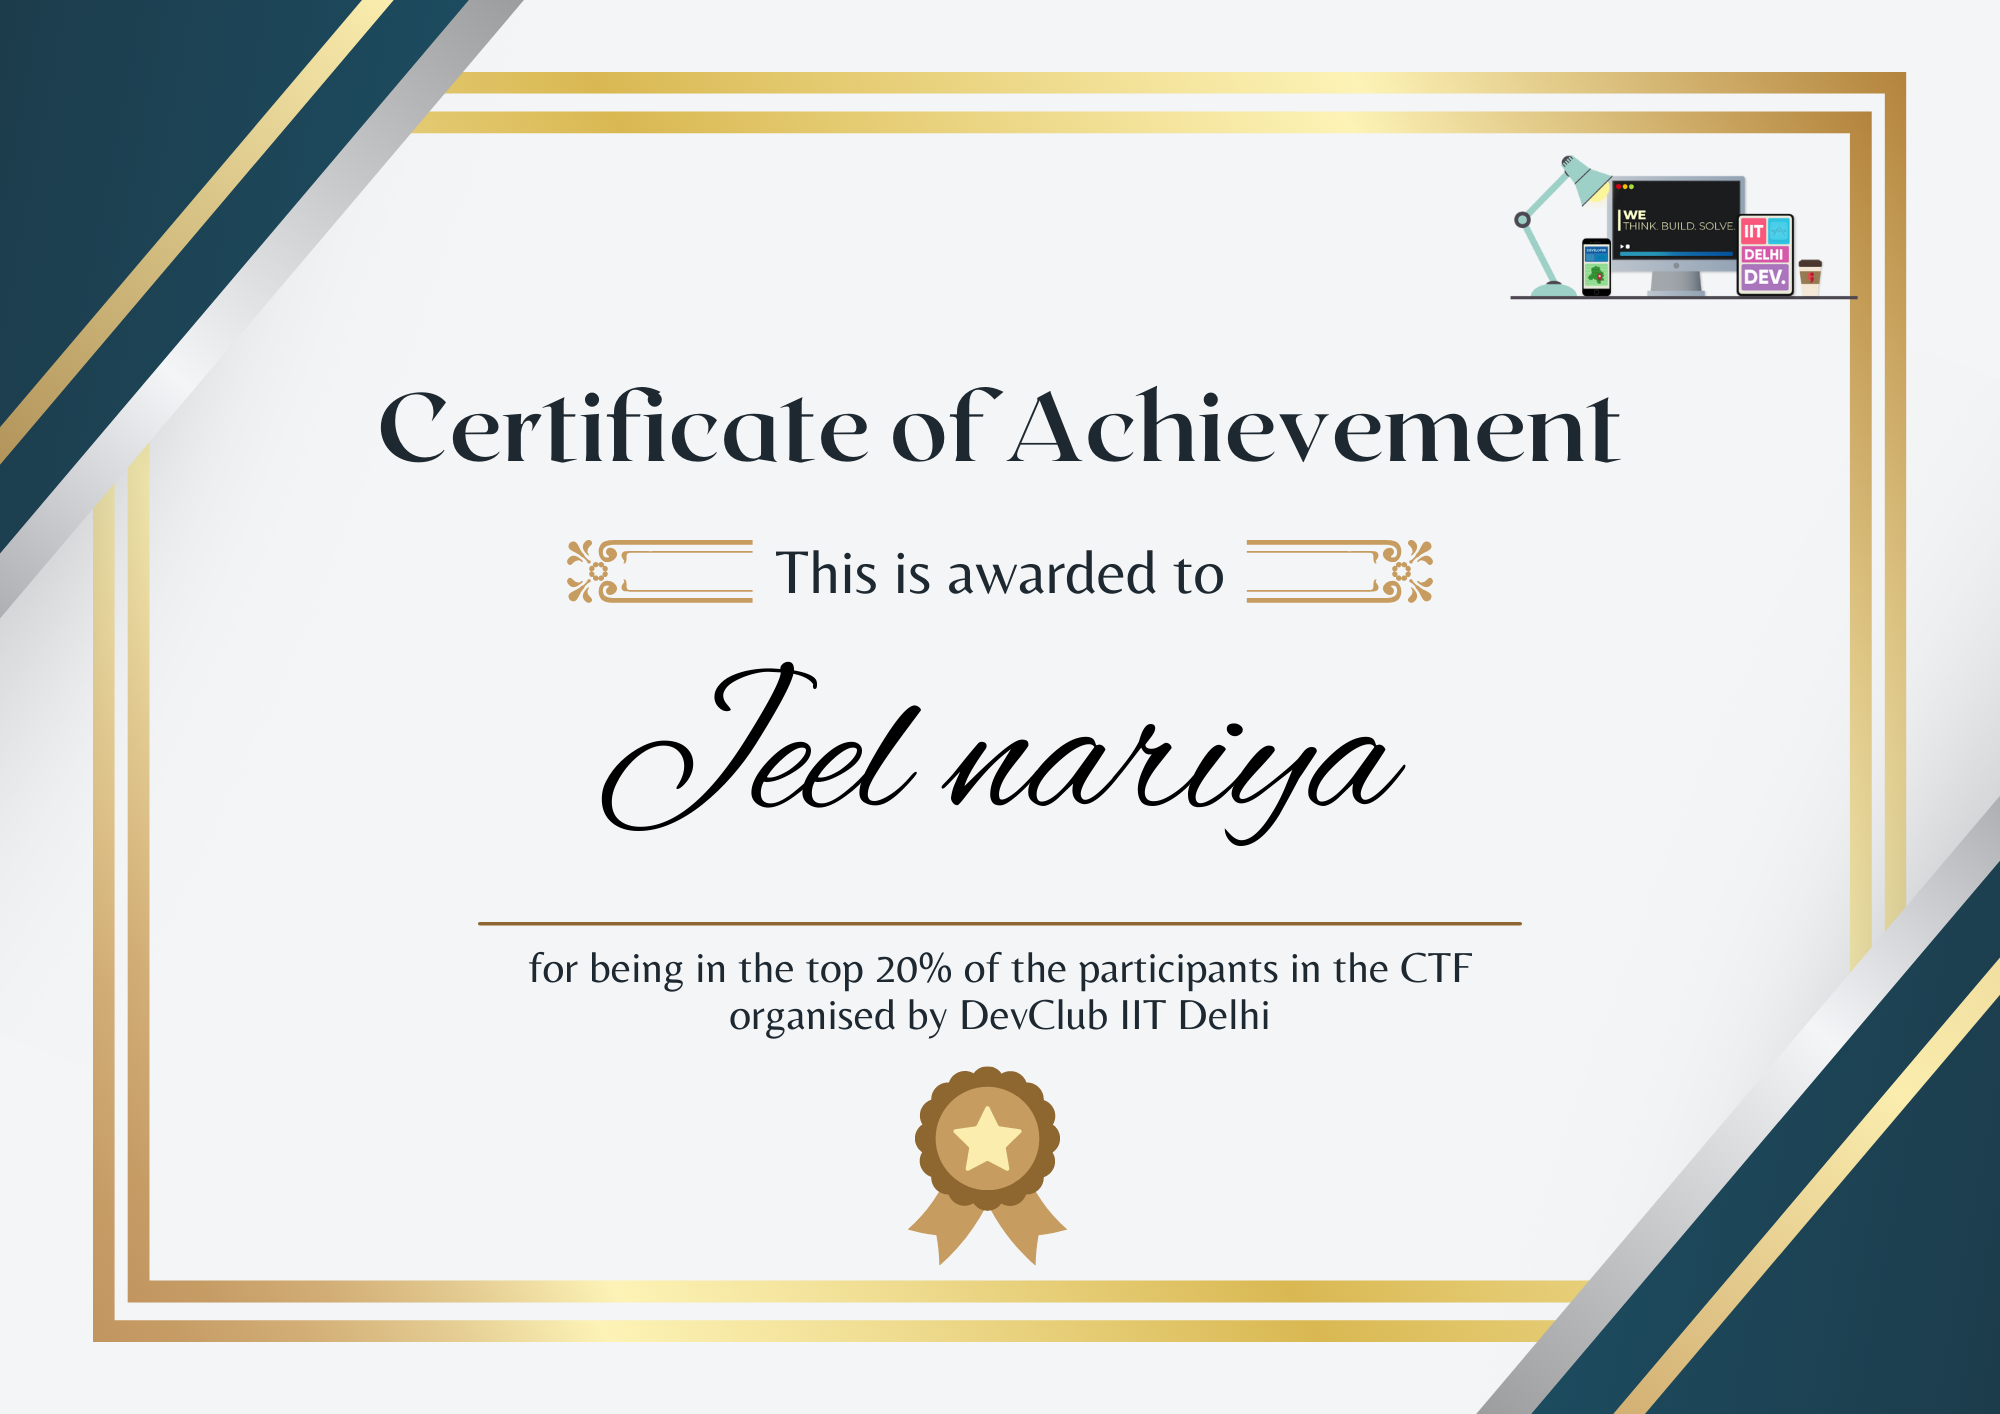 WE
THINK. BUILD. SOLVE.
IIT
DELHI
DEV.
Certificate of Achievement
This is awarded to
Jeel nariya
for being in the top 20% of the participants in the CTF
organised by DevClub IIT Delhi